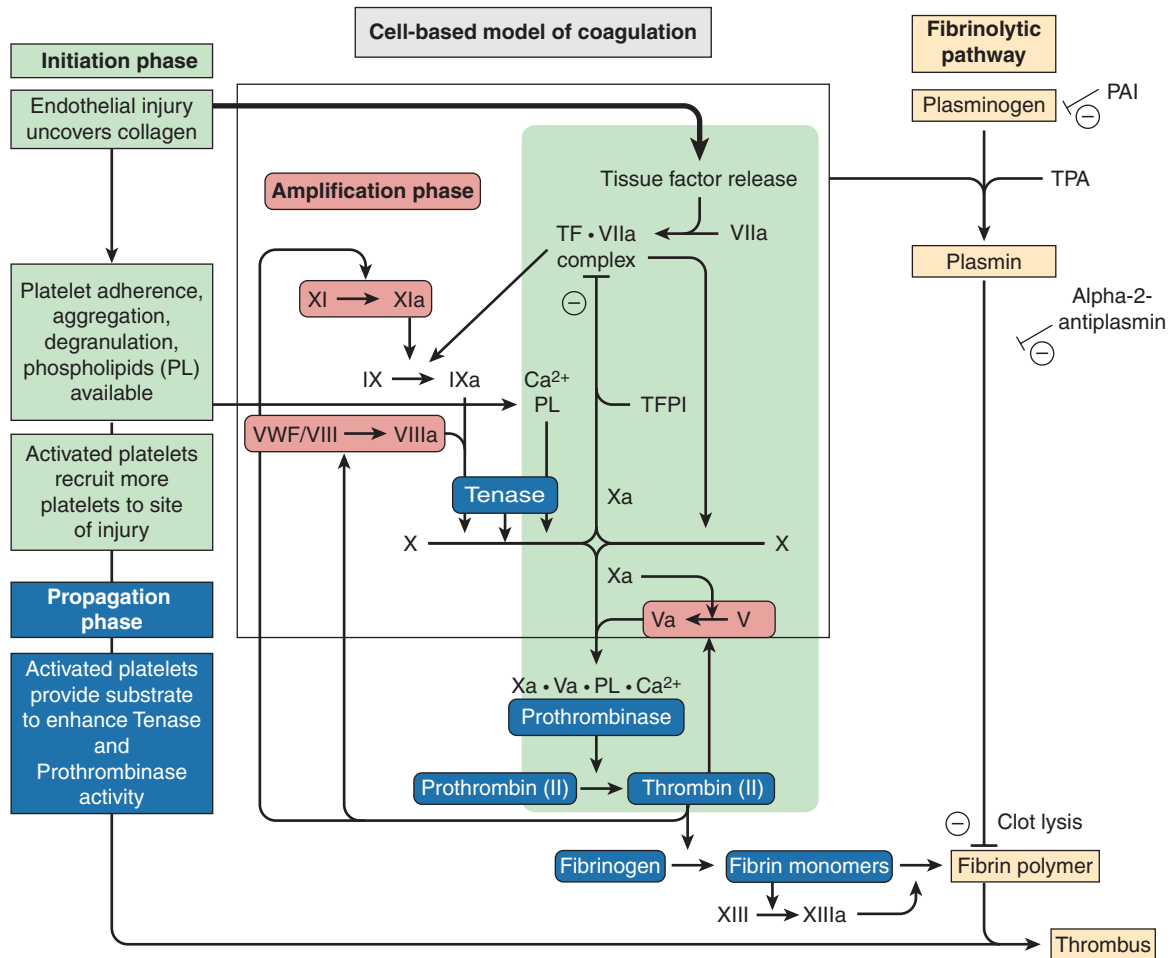 Cell-based model of coagulation
Initiation phase
Endothelial injury
uncovers collagen
Platelet adherence,
aggregation,
degranulation,
phospholipids (PL)
available
Activated platelets
recruit more
platelets to site
of injury
Propagation
phase
Activated platelets
provide substrate
to enhance Tenase
and
Prothrombinase
activity
Amplification phase
Tissue factor release
TF • VIIa
complex
VIIa
XI
XIa
IX
IXa
Ca2+
PL
TFPI
VWF/VIII
VIIIa
Tenase
Xa
X
X
Xa
Va
V
Xa • Va • PL • Ca2+
Prothrombinase
Prothrombin (II)
Thrombin (II)
Fibrinogen
Fibrin monomers
XIII
XIIIa
Fibrinolytic
pathway
Plasminogen
PAI
−
TPA
Plasmin
Alpha-2-
antiplasmin
−
−
− Clot lysis
Fibrin polymer
Thrombus